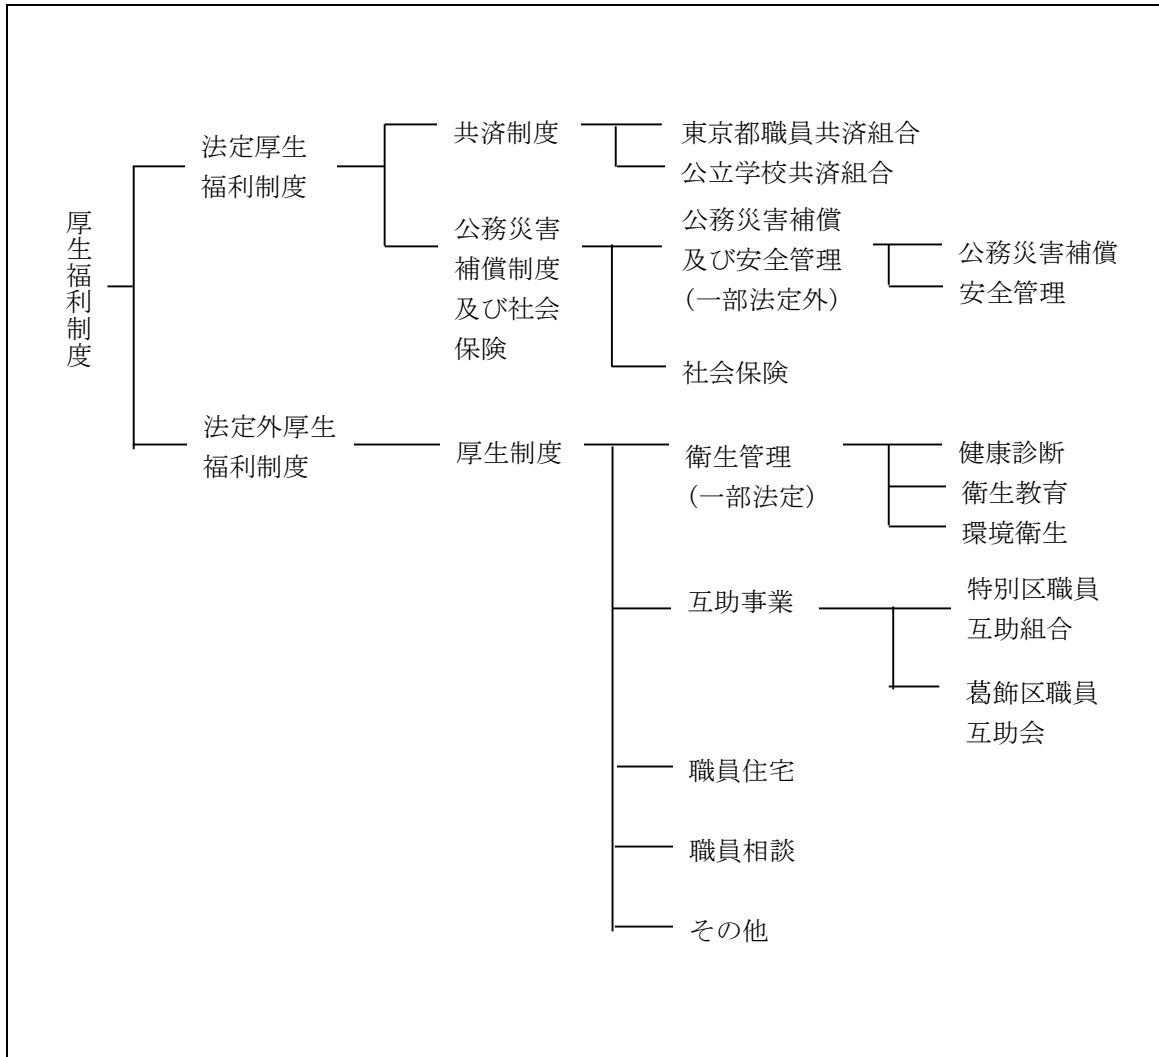 厚生福利制度
法定厚生
福利制度
共済制度
東京都職員共済組合
公立学校共済組合
公務災害
補償制度
及び社会
保険
公務災害補償
及び安全管理
（一部法定外）
公務災害補償
安全管理
社会保険
法定外厚生
福利制度
厚生制度
衛生管理
（一部法定）
健康診断
衛生教育
環境衛生
互助事業
特別区職員
互助組合
葛飾区職員
互助会
職員住宅
職員相談
その他